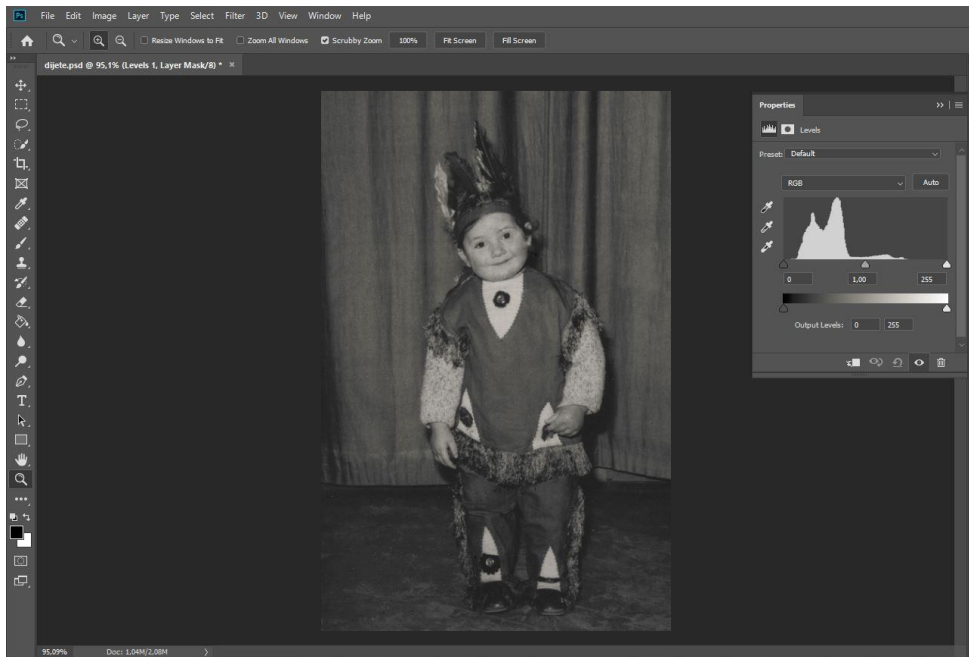 Ps File Edit Image Layer Type Select Filter 3D View Window Help
Resize Windows to Fit Zoom All Windows Scrubby Zoom 100% Fit Screen Fill Screen
dijete.psd @ 95,1% (Levels 1, Layer Mask/8) * ×
Properties
Levels
Preset: Default
RGB Auto
0 1,00 255
Output Levels: 0 255
T
95,09% Doc: 1,04M/2,08M